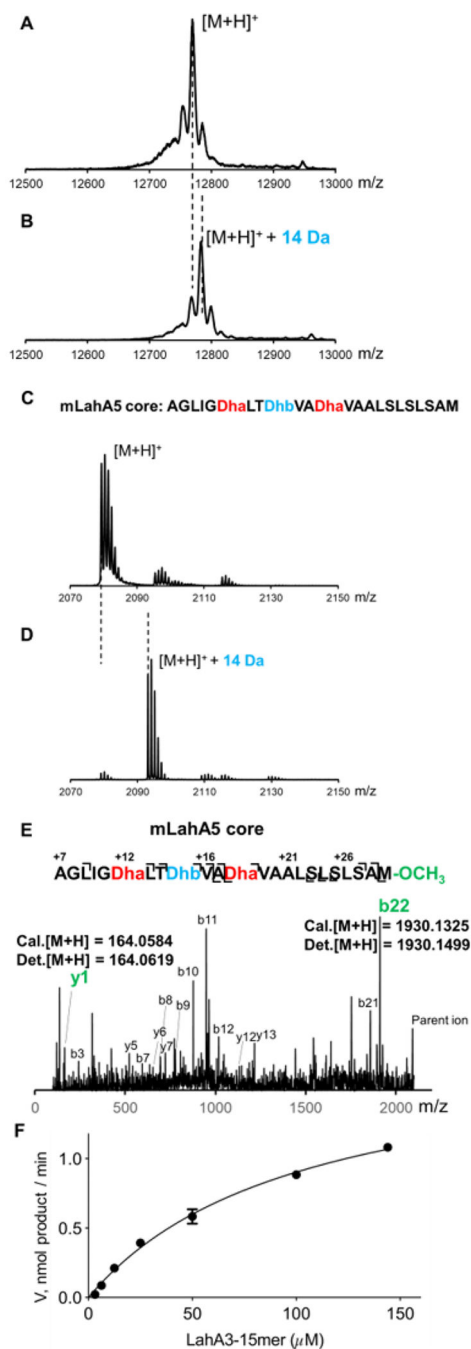 A
[M+H]+
12500 12600 12700 12800 12900 13000 m/z
B
[M+H]+ + 14 Da
12500 12600 12700 12800 12900 13000 m/z
C
mLahA5 core: AGLIGDhaLTDhbVADhaVAALSLSLSAM
[M+H]+
2070 2090 2110 2130 2150 m/z
D
[M+H]+ + 14 Da
2070 2090 2110 2130 2150 m/z
E
mLahA5 core
+7 +12 +16 +21 +26
AGLIGDhaLTDhbVADhaVAALSLSLSAM-OCH3
b22
Cal.[M+H] = 164.0584
Det.[M+H] = 164.0619
Cal.[M+H] = 1930.1325
Det.[M+H] = 1930.1499
y1
b11
b10
b8
b9
y6
b21
b12
y12
y13
Parent ion
b3
y5
b7
y7
0 500 1000 1500 2000 m/z
F
V, nmol product / min
1.0
0.5
0.0
0 50 100 150
LahA3-15mer (μM)